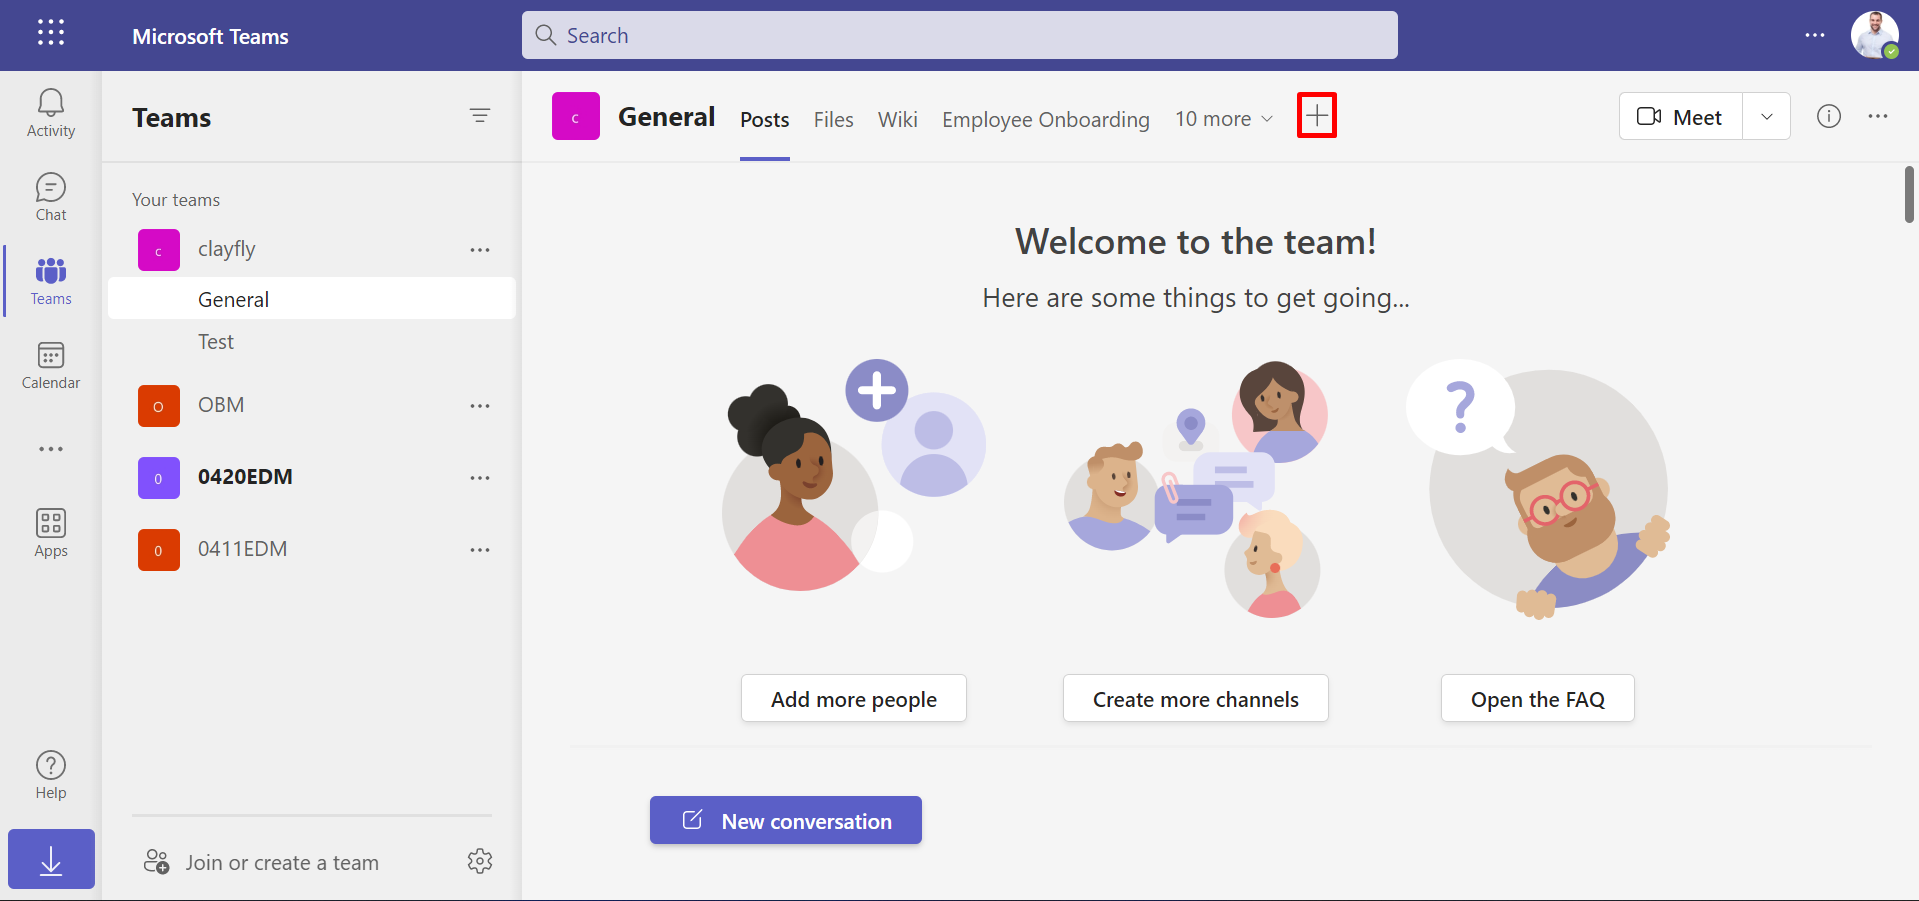 Microsoft Teams
Search
Activity
Chat
Teams
Calendar
Apps
Help
Teams
Your teams
c clayfly
General
Test
O OBM
0 0420EDM
0 0411EDM
Join or create a team
c General Posts Files Wiki Employee Onboarding 10 more
Meet
Welcome to the team!
Here are some things to get going...
?
Add more people
Create more channels
Open the FAQ
New conversation